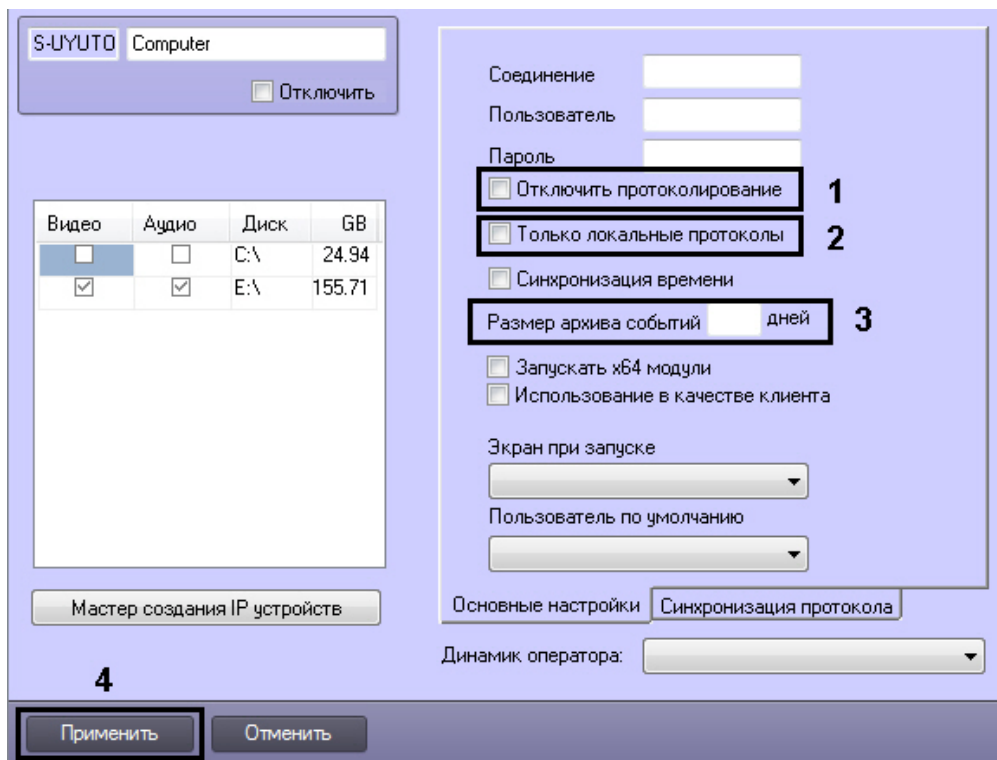 S-UYUTO Computer
Отключить
Видео Аудио Диск GB
C:\ 24.94
E:\ 155.71
Мастер создания IP устройств
Соединение
Пользователь
Пароль
Отключить протоколирование 1
Только локальные протоколы 2
Синхронизация времени
Размер архива событий дней 3
Запускать x64 модули
Использование в качестве клиента
Экран при запуске
Пользователь по умолчанию
Основные настройки Синхронизация протокола
Динамик оператора:
4
Применить Отменить